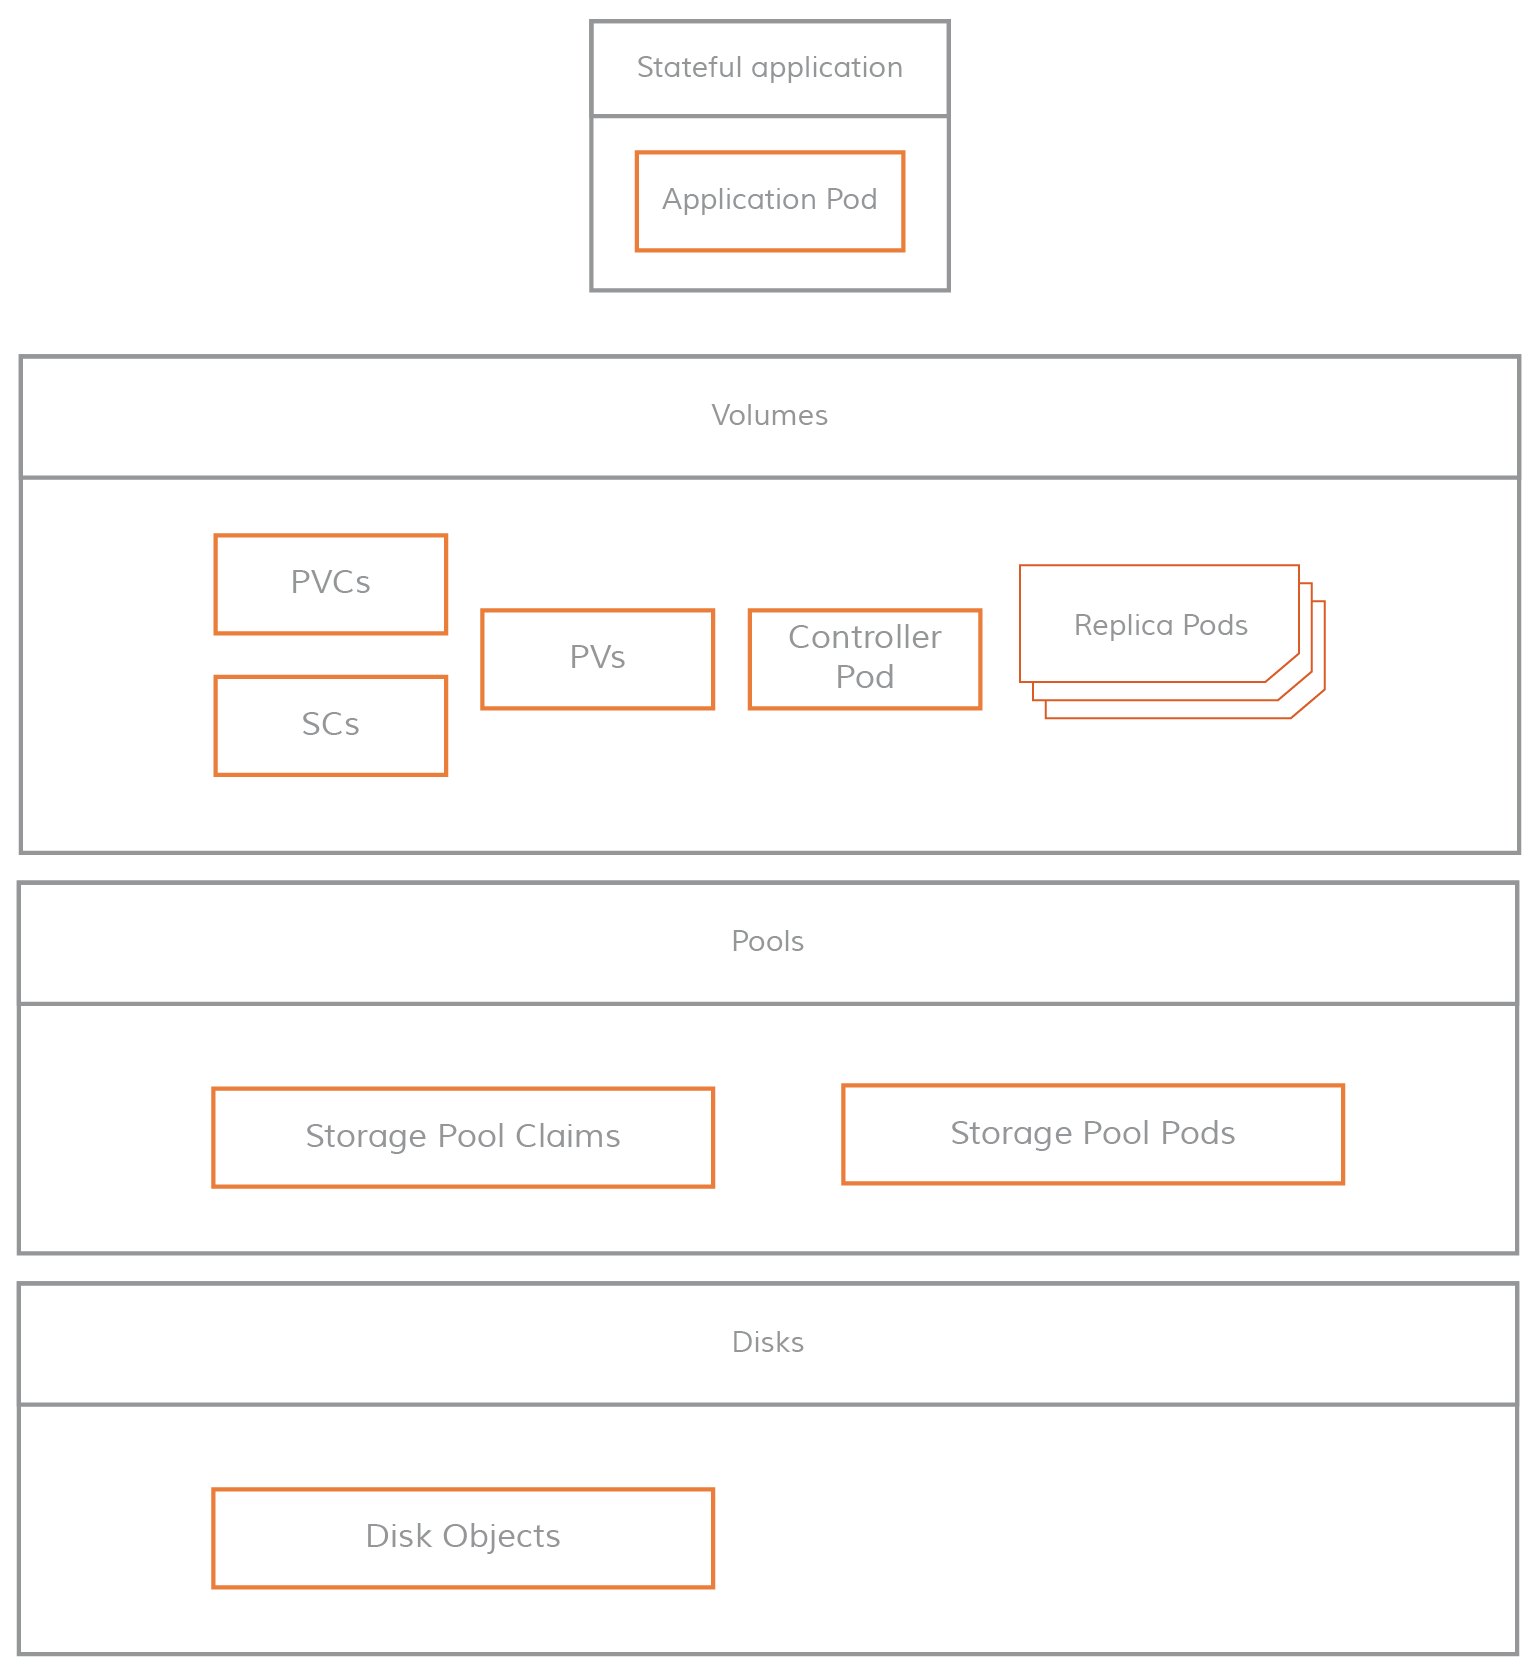 Stateful application
Application Pod
Volumes
PVCs
SCs
PVs
Controller
Pod
Replica Pods
Pools
Storage Pool Claims
Storage Pool Pods
Disks
Disk Objects